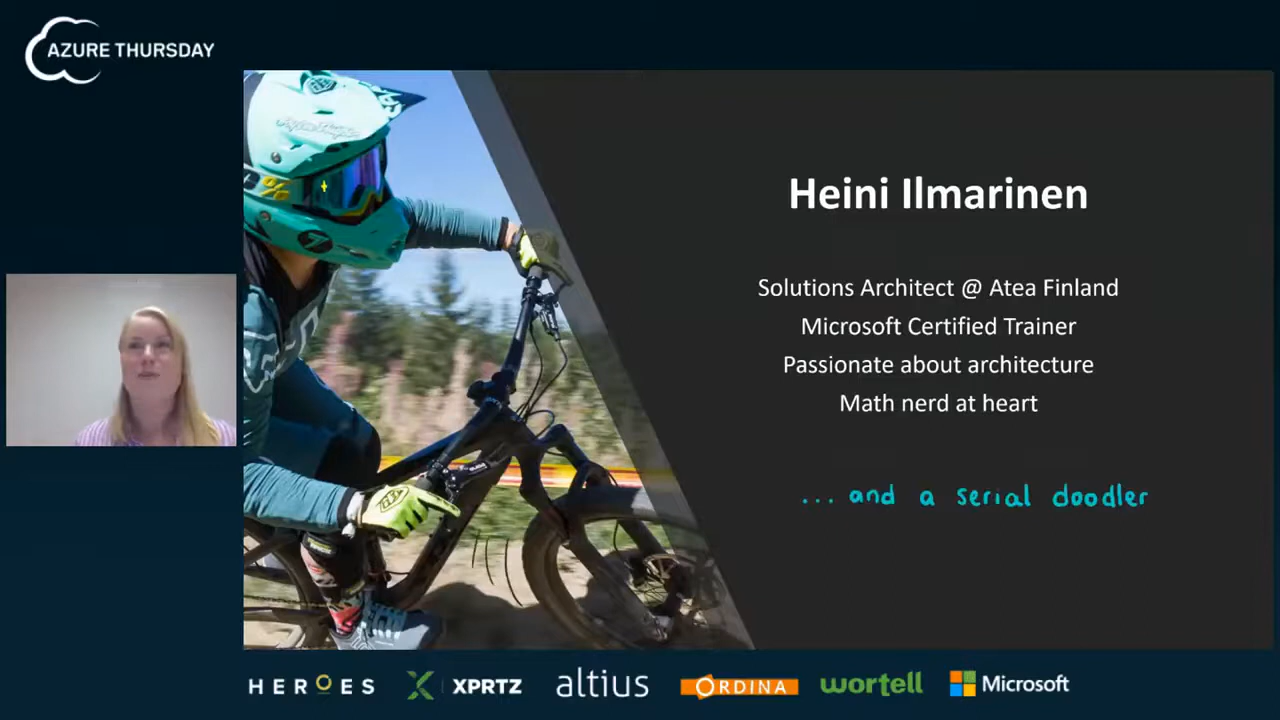 AZURE THURSDAY
Heini Ilmarinen
Solutions Architect @ Atea Finland
Microsoft Certified Trainer
Passionate about architecture
Math nerd at heart
... and a serial doodler
HEROES
XPRTZ
altius
ORDINA
wortell
Microsoft